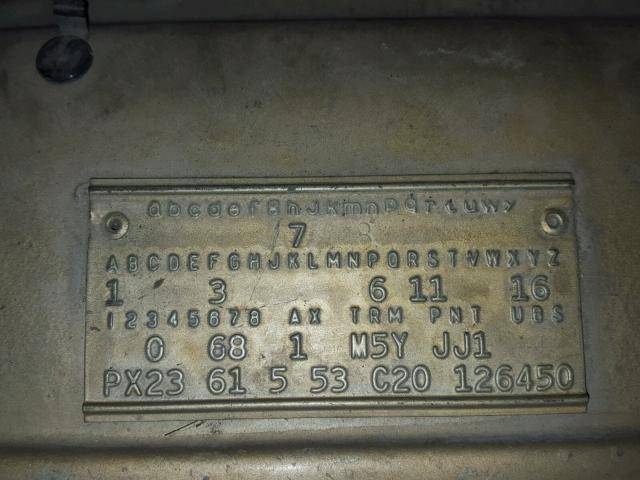 abcdefghjkmnpqrtuwy
7
ABCDEFGHJKLMNPQRSTVWXYZ
1 3 6 11 16
12345678 AX TRM PNT UBS
0 68 1 M5Y JJ1
PX23 61 5 53 C20 126450